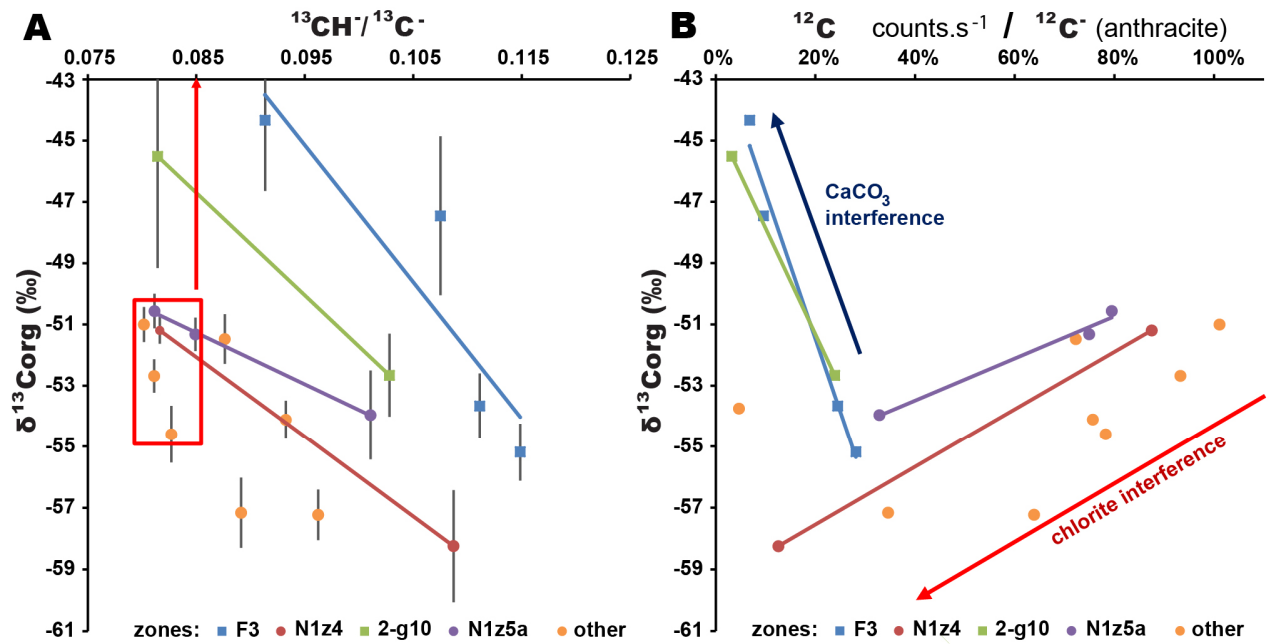 A
¹³CH⁻/¹³C⁻
0.075 0.085 0.095 0.105 0.115 0.125
-43
-45
-47
-49
-51
-53
-55
-57
-59
-61
δ¹³Corg (‰)
zones: F3 N1z4 2-g10 N1z5a other
B
¹²C counts.s⁻¹ / ¹²C⁻ (anthracite)
0% 20% 40% 60% 80% 100%
-43
-45
-47
-49
-51
-53
-55
-57
-59
-61
δ¹³Corg (‰)
CaCO₃
interference
chlorite interference
zones: F3 N1z4 2-g10 N1z5a other